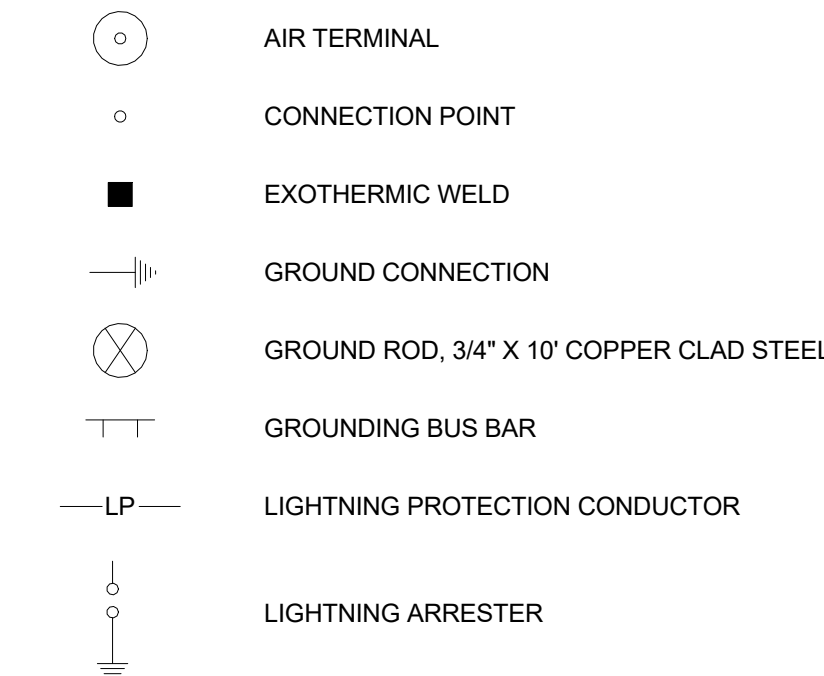 AIR TERMINAL
CONNECTION POINT
EXOTHERMIC WELD
GROUND CONNECTION
GROUND ROD, 3/4" X 10' COPPER CLAD STEEL
GROUNDING BUS BAR
LP LIGHTNING PROTECTION CONDUCTOR
LIGHTNING ARRESTER